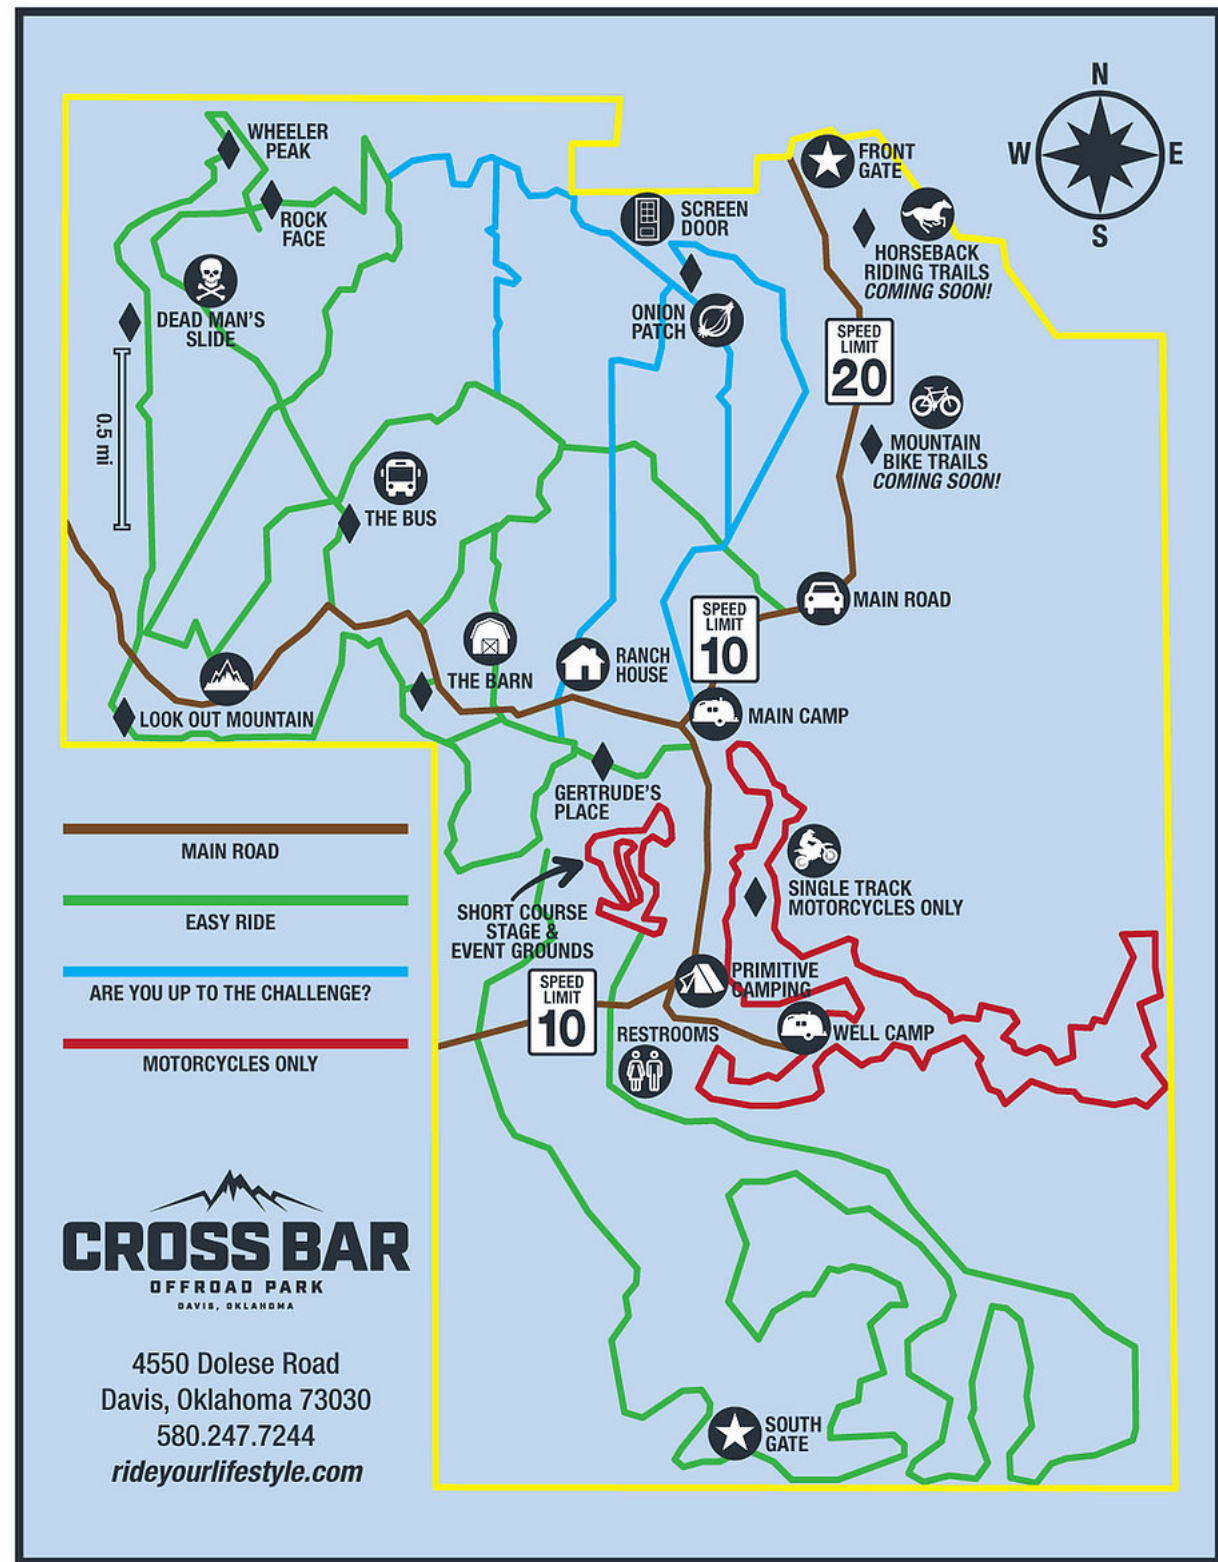 N
W
E
S
WHEELER
PEAK
FRONT
GATE
ROCK
FACE
SCREEN
DOOR
HORSEBACK
RIDING TRAILS
COMING SOON!
DEAD MAN'S
SLIDE
ONION
PATCH
SPEED
LIMIT
20
0.5 mi
MOUNTAIN
BIKE TRAILS
COMING SOON!
THE BUS
MAIN ROAD
SPEED
LIMIT
10
RANCH
HOUSE
THE BARN
LOOK OUT MOUNTAIN
MAIN CAMP
GERTRUDE'S
PLACE
MAIN ROAD
EASY RIDE
ARE YOU UP TO THE CHALLENGE?
MOTORCYCLES ONLY
SINGLE TRACK
MOTORCYCLES ONLY
SHORT COURSE
STAGE &
EVENT GROUNDS
PRIMITIVE
CAMPING
SPEED
LIMIT
10
RESTROOMS
WELL CAMP
CROSS BAR
OFFROAD PARK
DAVIS, OKLAHOMA
4550 Dolese Road
Davis, Oklahoma 73030
580.247.7244
rideyourlifestyle.com
SOUTH
GATE